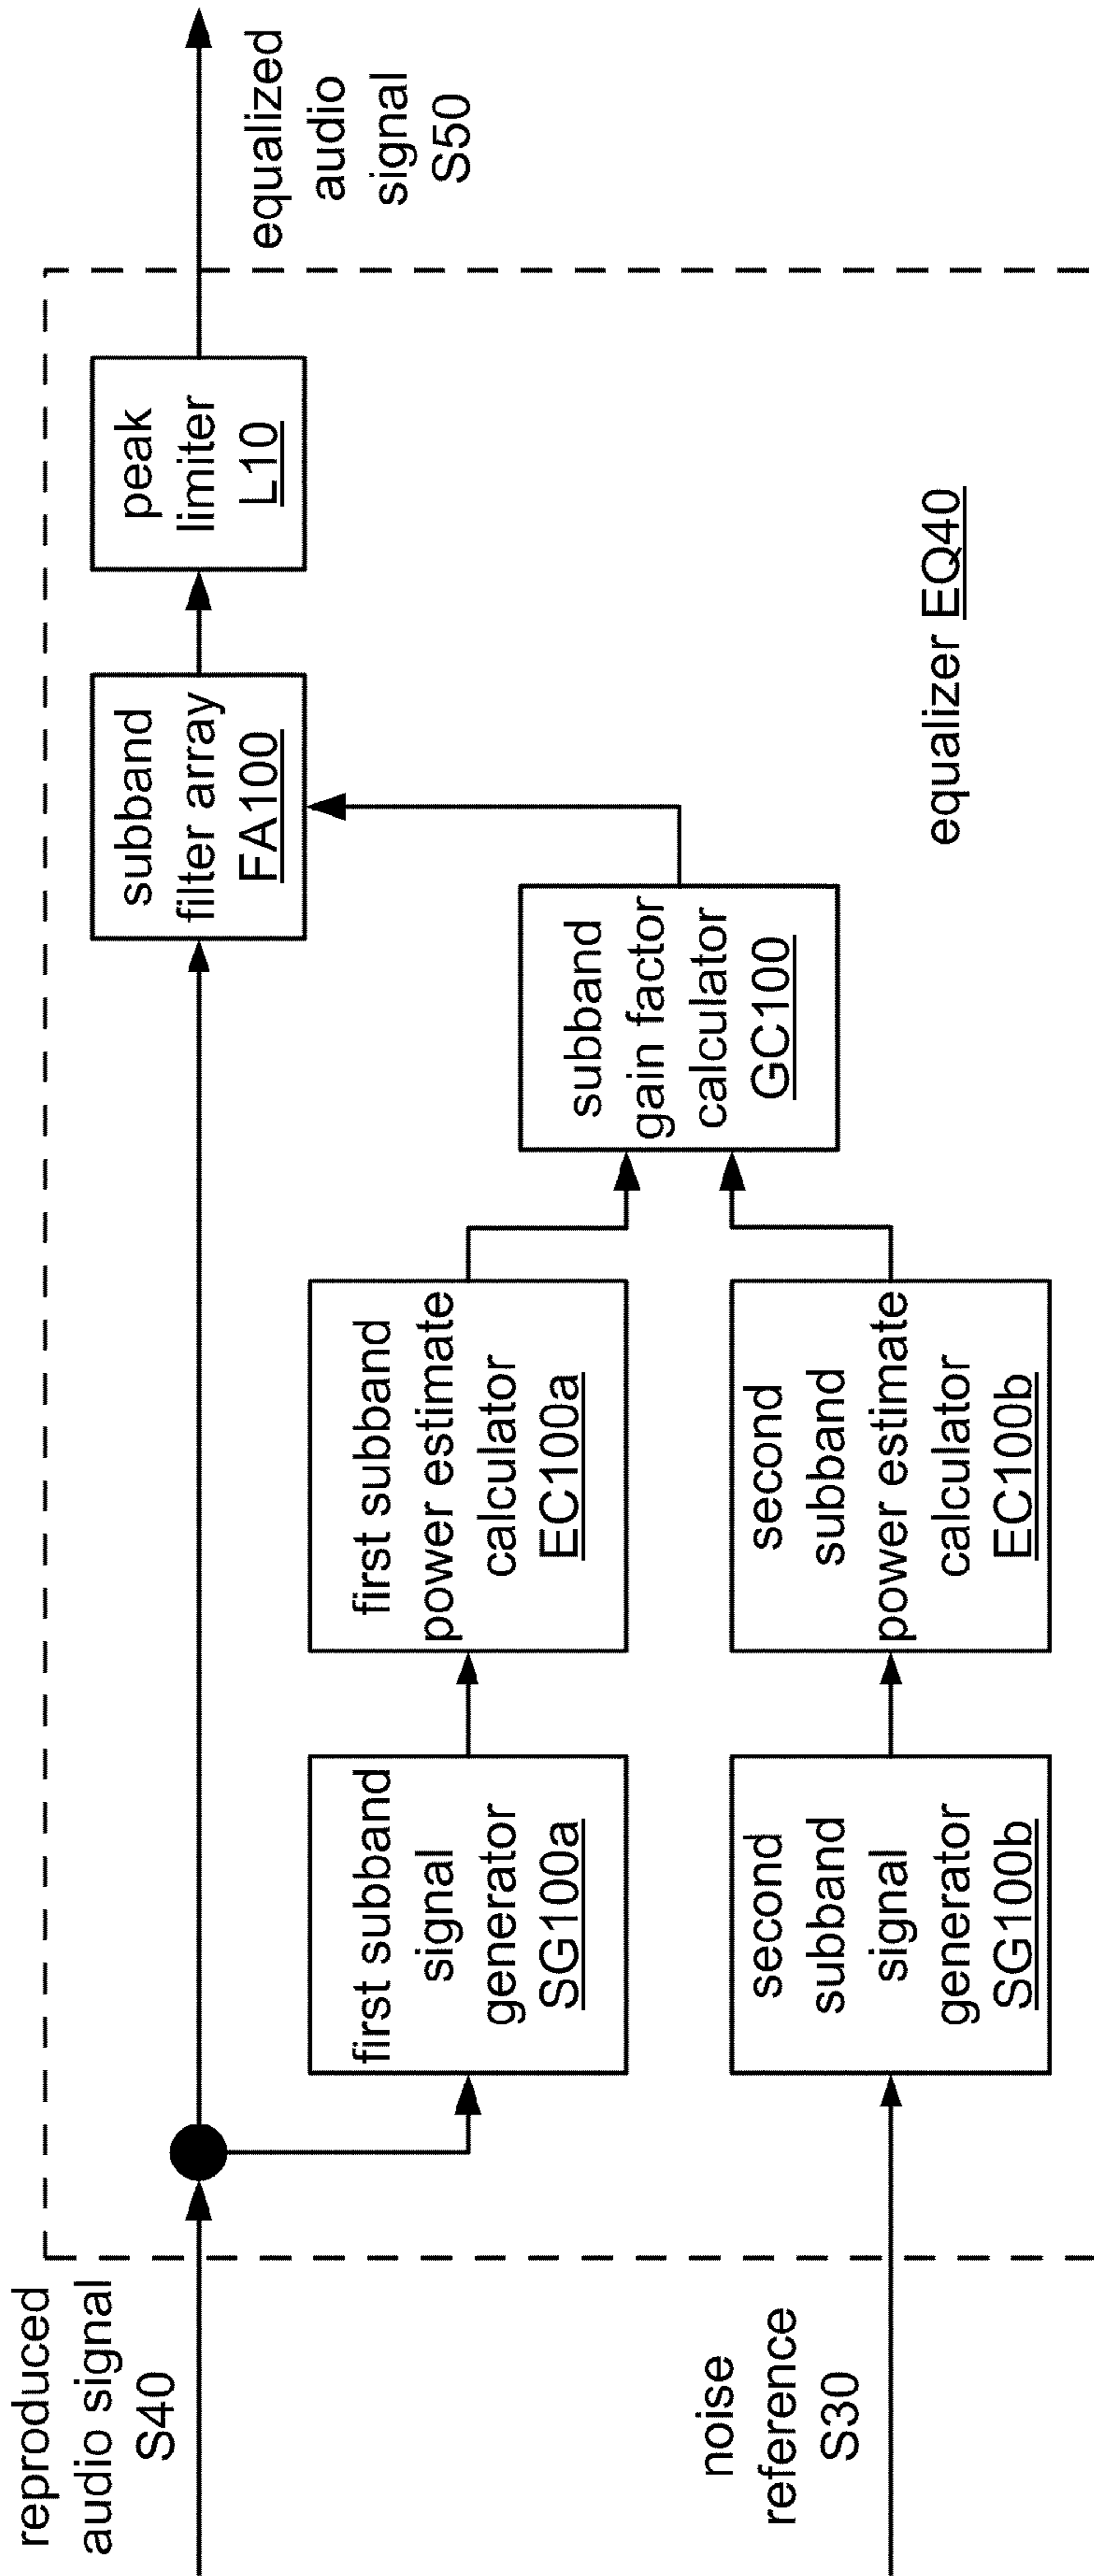 reproduced
audio signal
S40
noise
reference
S30
first subband
signal
generator
SG100a
second
subband
signal
generator
SG100b
first subband
power estimate
calculator
EC100a
second
subband
power estimate
calculator
EC100b
subband
gain factor
calculator
GC100
subband
filter array
FA100
peak
limiter
L10
equalizer EQ40
equalized
audio
signal
S50